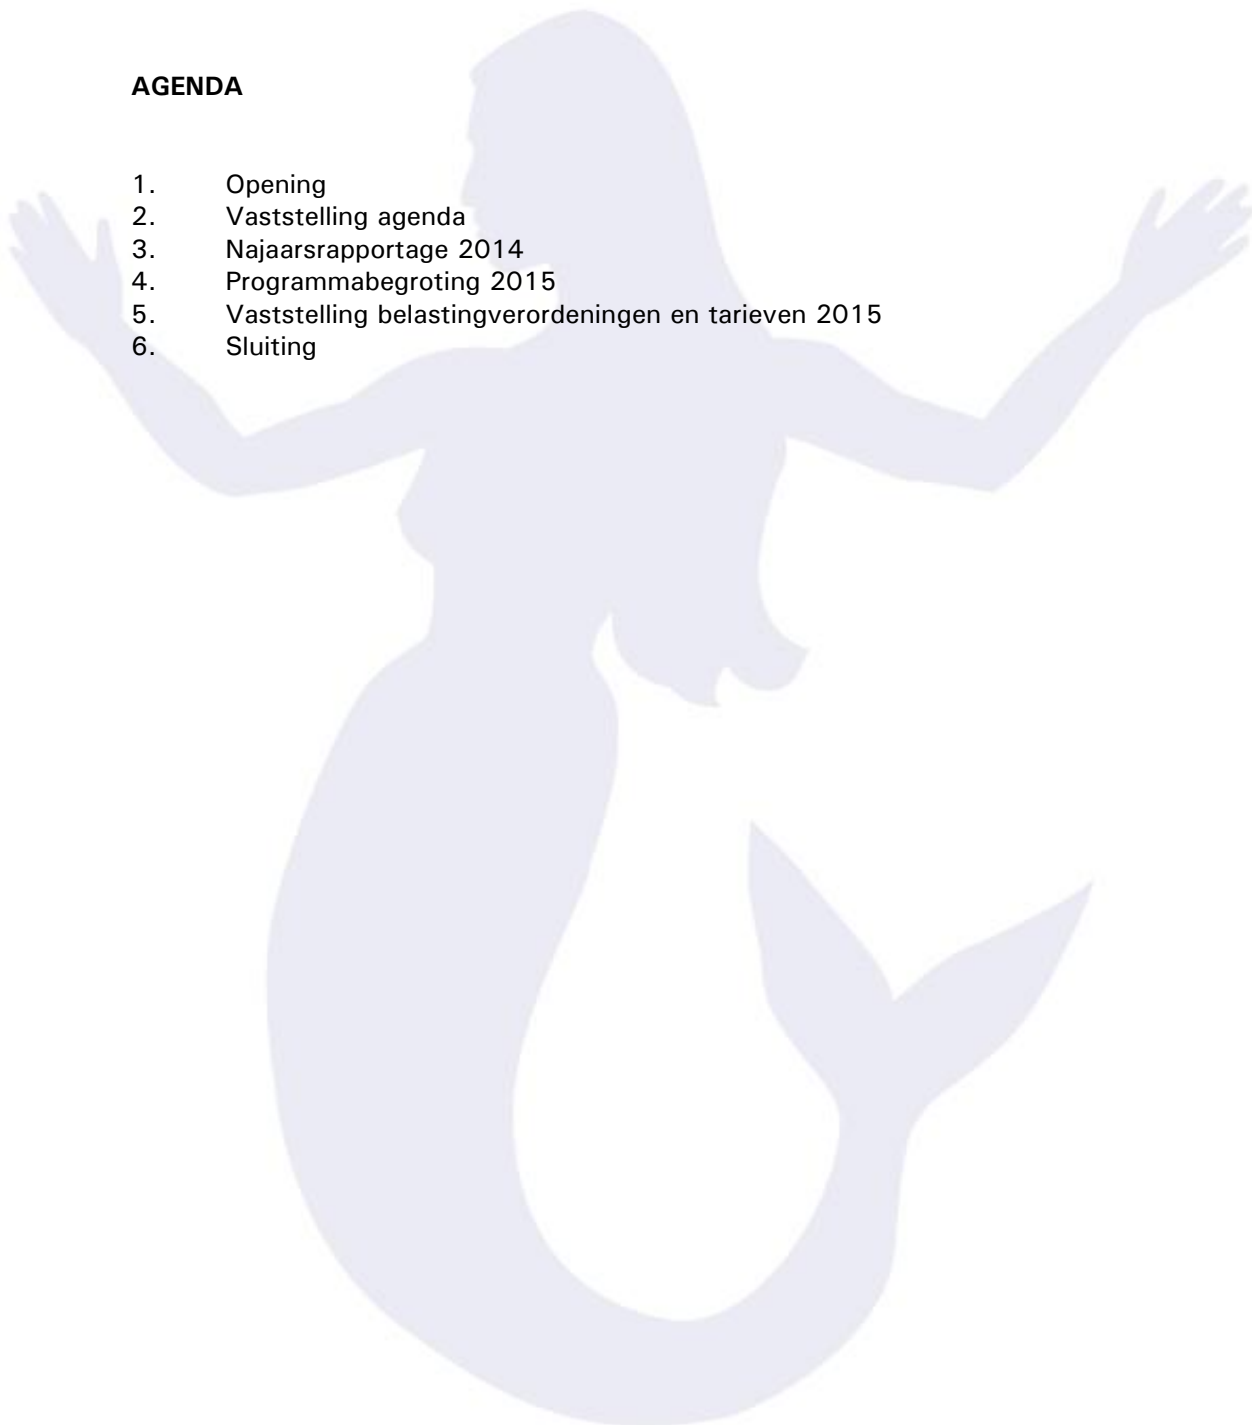 AGENDA
1. Opening
2. Vaststelling agenda
3. Najaarsrapportage 2014
4. Programmabegroting 2015
5. Vaststelling belastingverordeningen en tarieven 2015
6. Sluiting